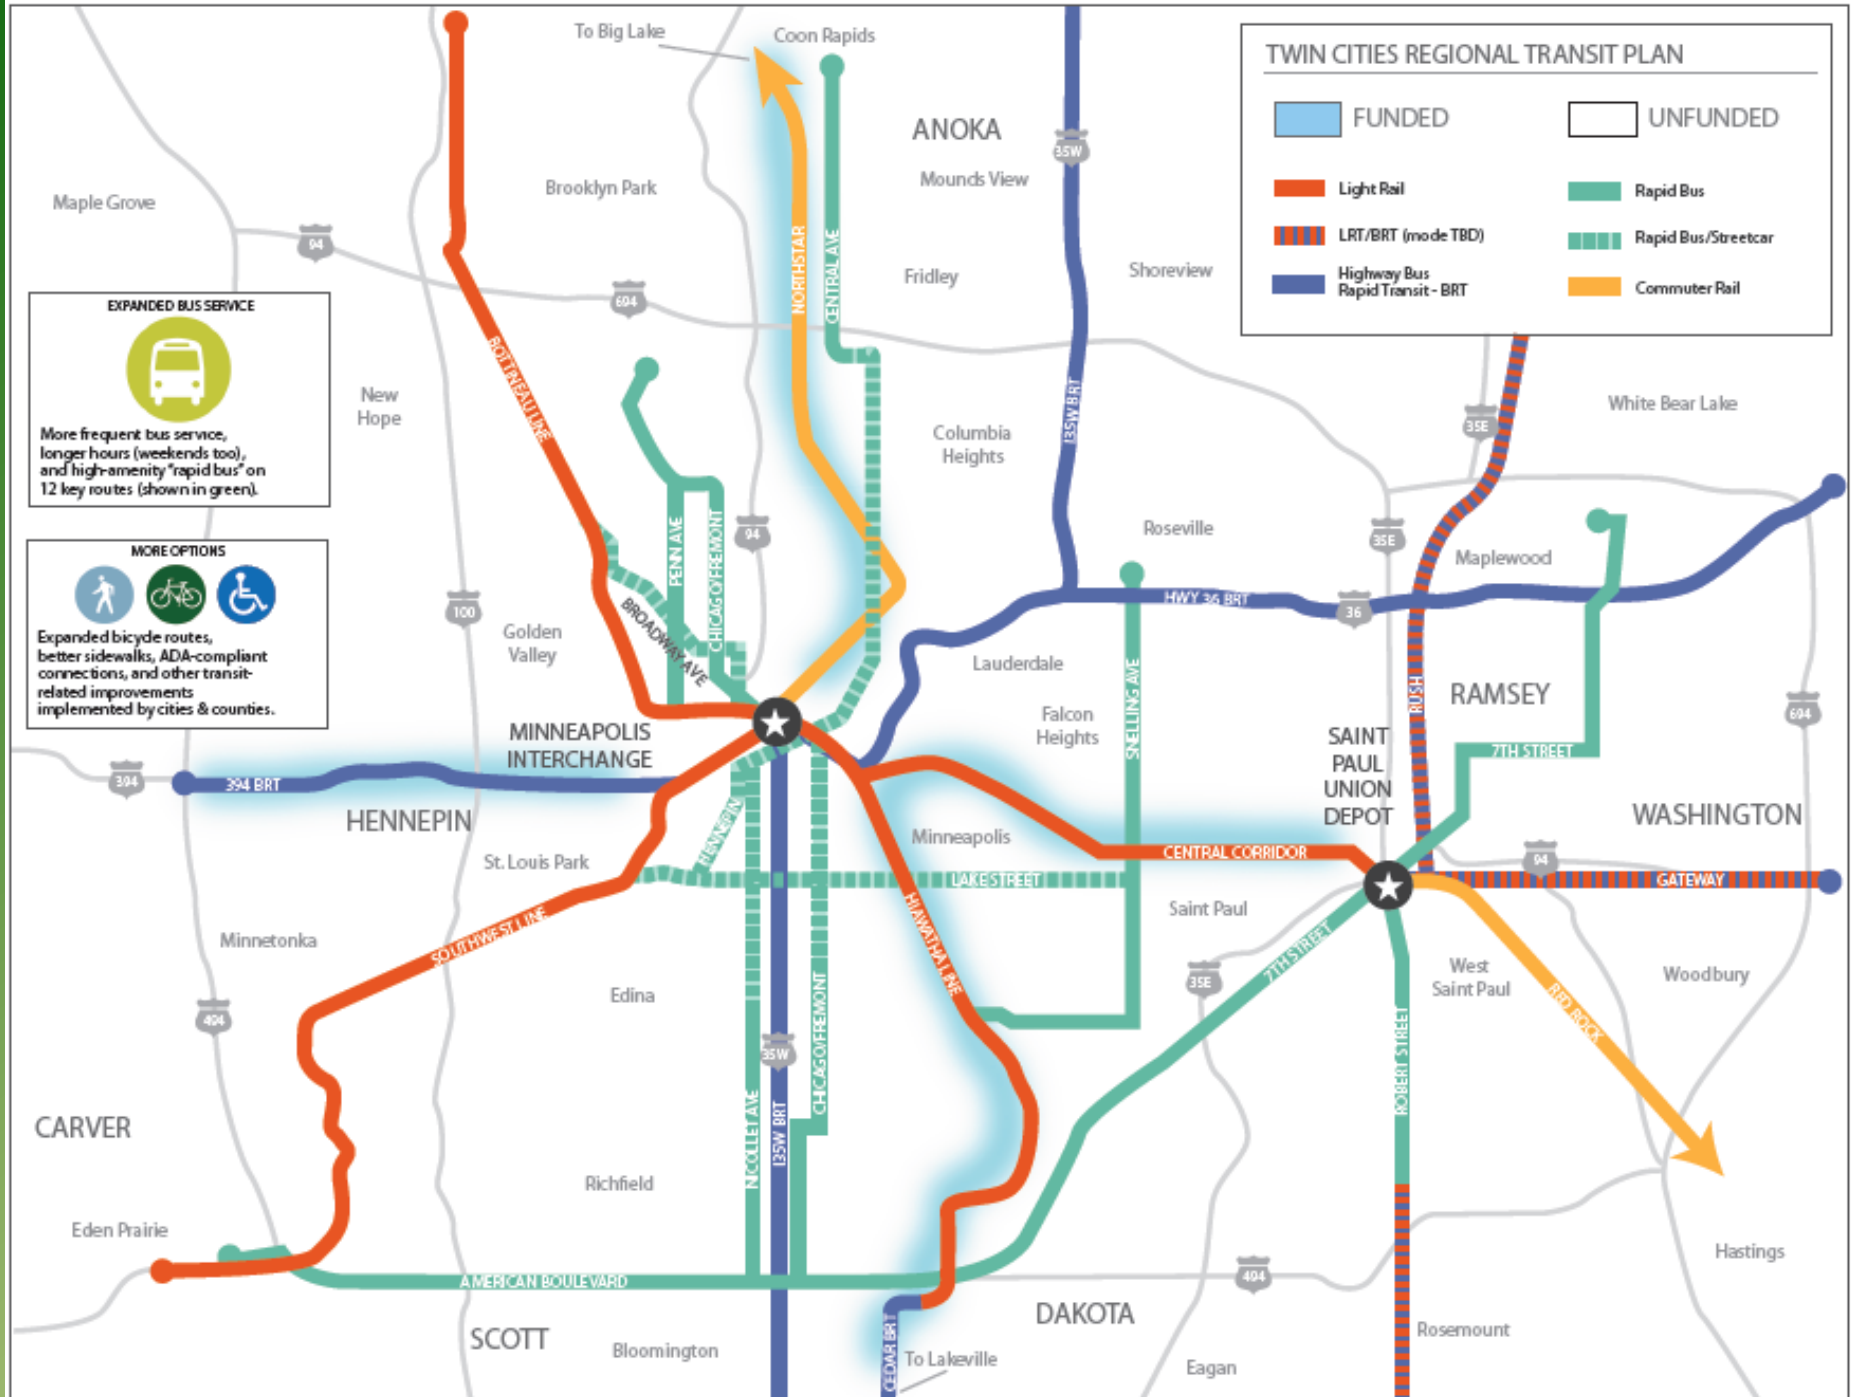 To Big Lake
Coon Rapids
TWIN CITIES REGIONAL TRANSIT PLAN
FUNDED
UNFUNDED
Light Rail
Rapid Bus
LRT/BRT (mode TBD)
Rapid Bus/Streetcar
Highway Bus
Rapid Transit - BRT
Commuter Rail
ANOKA
35W
Mounds View
Brooklyn Park
Maple Grove
94
694
NORTHSTAR
CENTRAL AVE
Fridley
Shoreview
EXPANDED BUS SERVICE
More frequent bus service,
longer hours (weekends too),
and high-amenity "rapid bus" on
12 key routes (shown in green).
BOTTINEAU LINE
New
Hope
I35W BRT
Columbia
Heights
35E
White Bear Lake
MORE OPTIONS
Expanded bicycle routes,
better sidewalks, ADA-compliant
connections, and other transit-
related improvements
implemented by cities & counties.
PENN AVE
CHICAGO/FREMONT
94
Roseville
35E
Maplewood
100
Golden
Valley
BROADWAY AVE
HWY 36 BRT
36
Lauderdale
SNELLING AVE
RUSH
RAMSEY
694
MINNEAPOLIS
INTERCHANGE
Falcon
Heights
SAINT
PAUL
UNION
DEPOT
7TH STREET
394
394 BRT
HENNEPIN
WASHINGTON
St. Louis Park
HENNEPIN
Minneapolis
CENTRAL CORRIDOR
94
LAKE STREET
GATEWAY
HIAWATHA LINE
Saint Paul
Minnetonka
SOUTHWEST LINE
7TH STREET
35E
West
Saint Paul
Woodbury
Edina
494
RED ROCK
35W
CHICAGO/FREMONT
ROBERT STREET
CARVER
NICOLLET AVE
I35W BRT
Richfield
Eden Prairie
AMERICAN BOULEVARD
494
Hastings
DAKOTA
SCOTT
Bloomington
CEDAR BRT
To Lakeville
Eagan
Rosemount